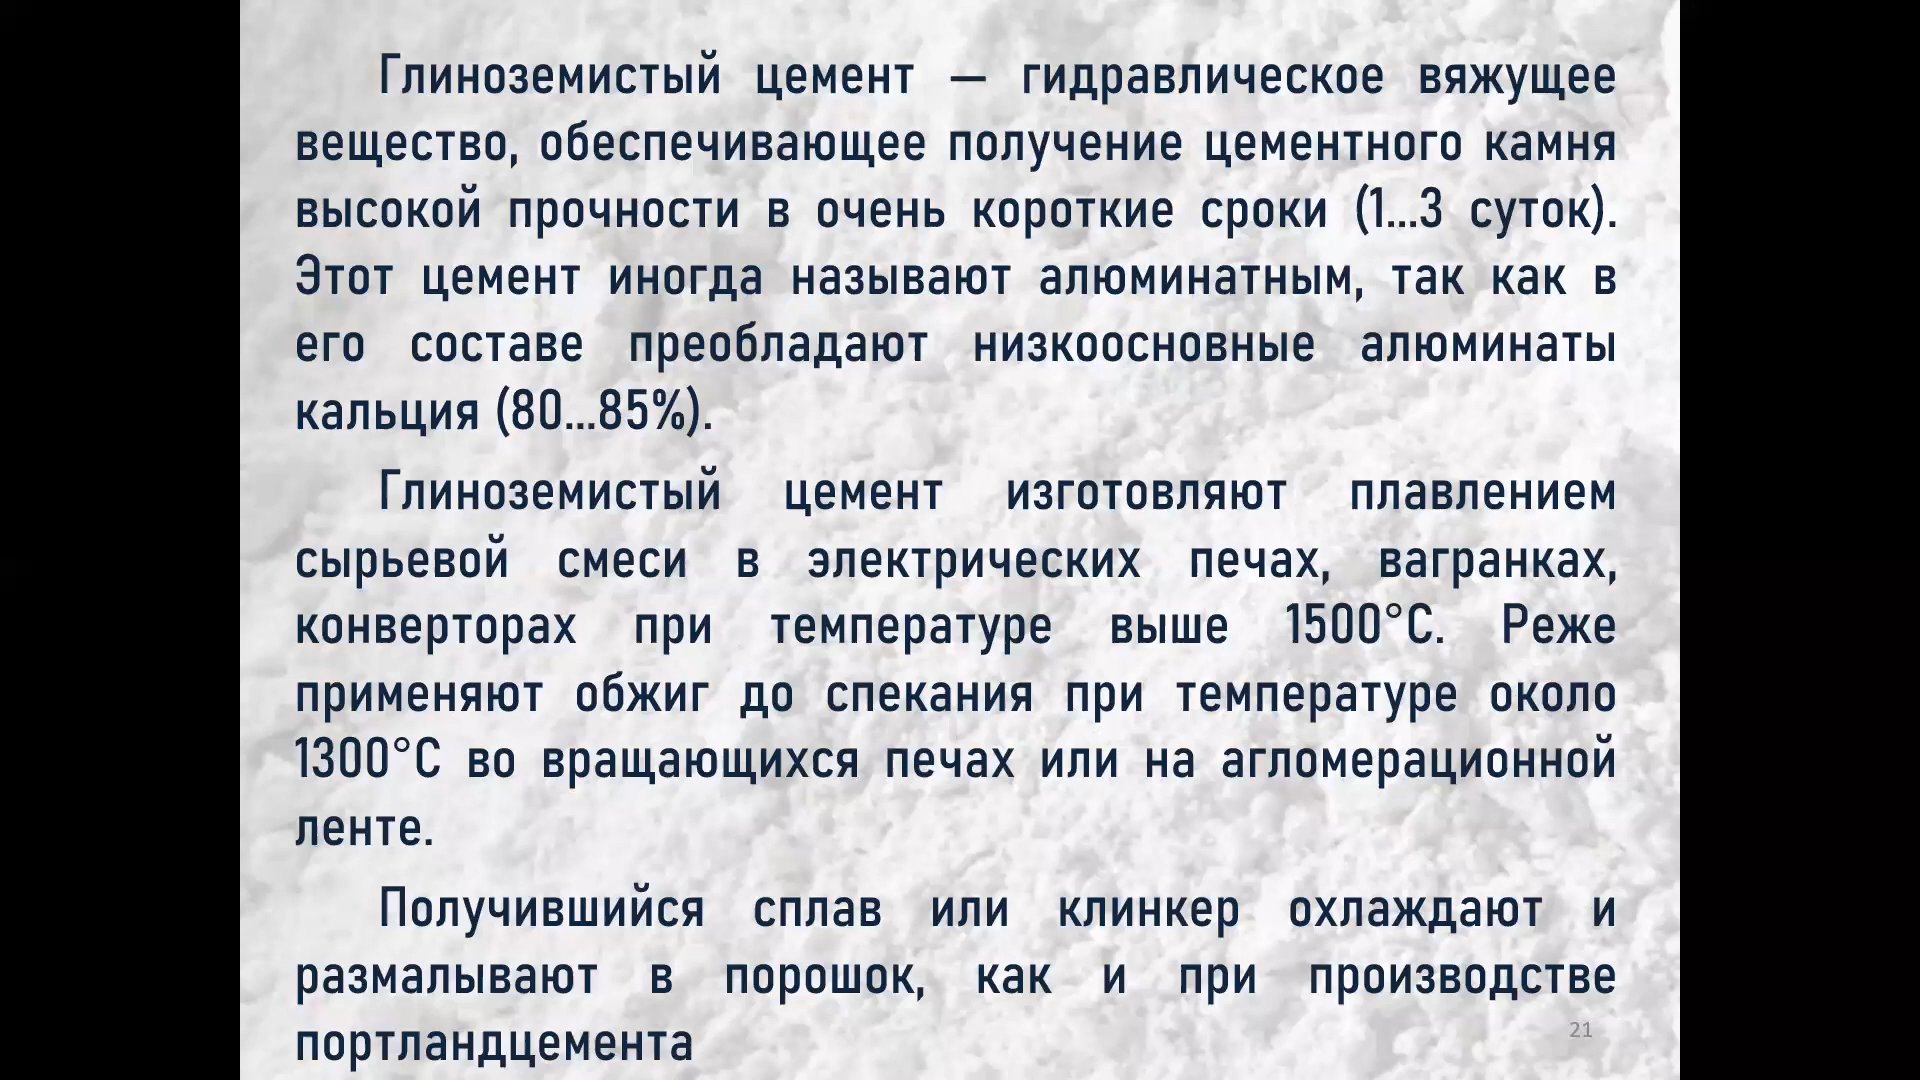 Глиноземистый цемент — гидравлическое вяжущее
вещество, обеспечивающее получение цементного камня
высокой прочности в очень короткие сроки (1...3 суток).
Этот цемент иногда называют алюминатным, так как в
его составе преобладают низкоосновные алюминаты
кальция (80...85%).
Глиноземистый цемент изготовляют плавлением
сырьевой смеси в электрических печах, вагранках,
конверторах при температуре выше 1500°С. Реже
применяют обжиг до спекания при температуре около
1300°С во вращающихся печах или на агломерационной
ленте.
Получившийся сплав или клинкер охлаждают и
размалывают в порошок, как и при производстве
портландцемента
21